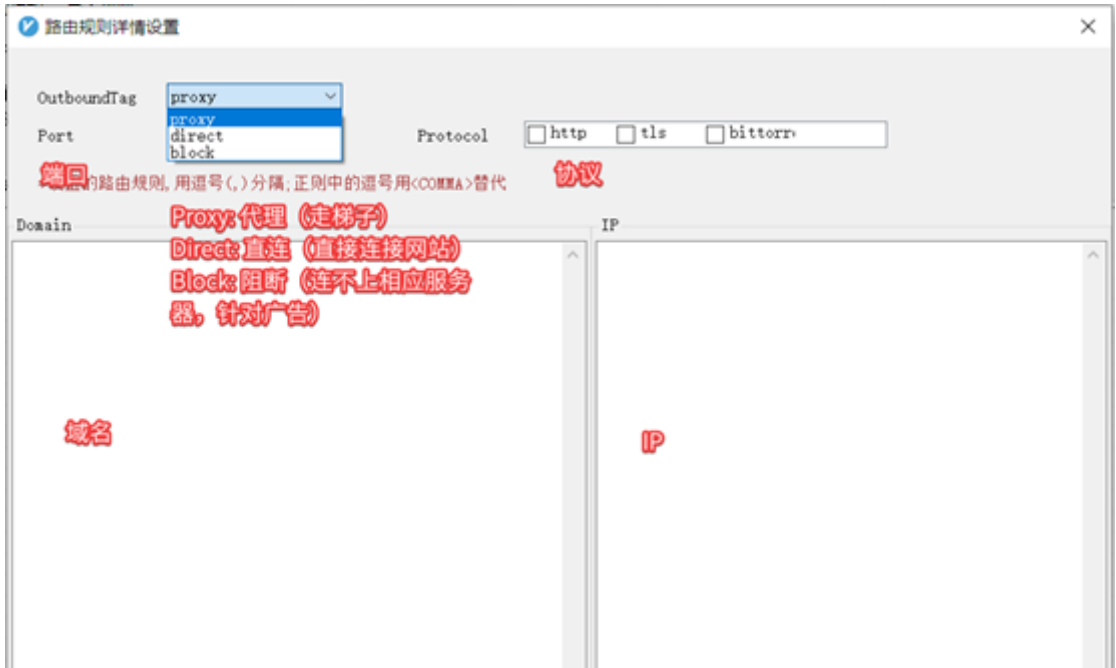 路由规则详情设置
OutboundTag proxy
proxy
Port direct Protocol http tls bittorr
block
端口 协议
的路由规则,用逗号(,)分隔;正则中的逗号用<COMMA>替代
Proxy: 代理（走梯子）
Domain IP
Direct: 直连（直接连接网站）
Block: 阻断（连不上相应服务
器，针对广告）
域名
IP